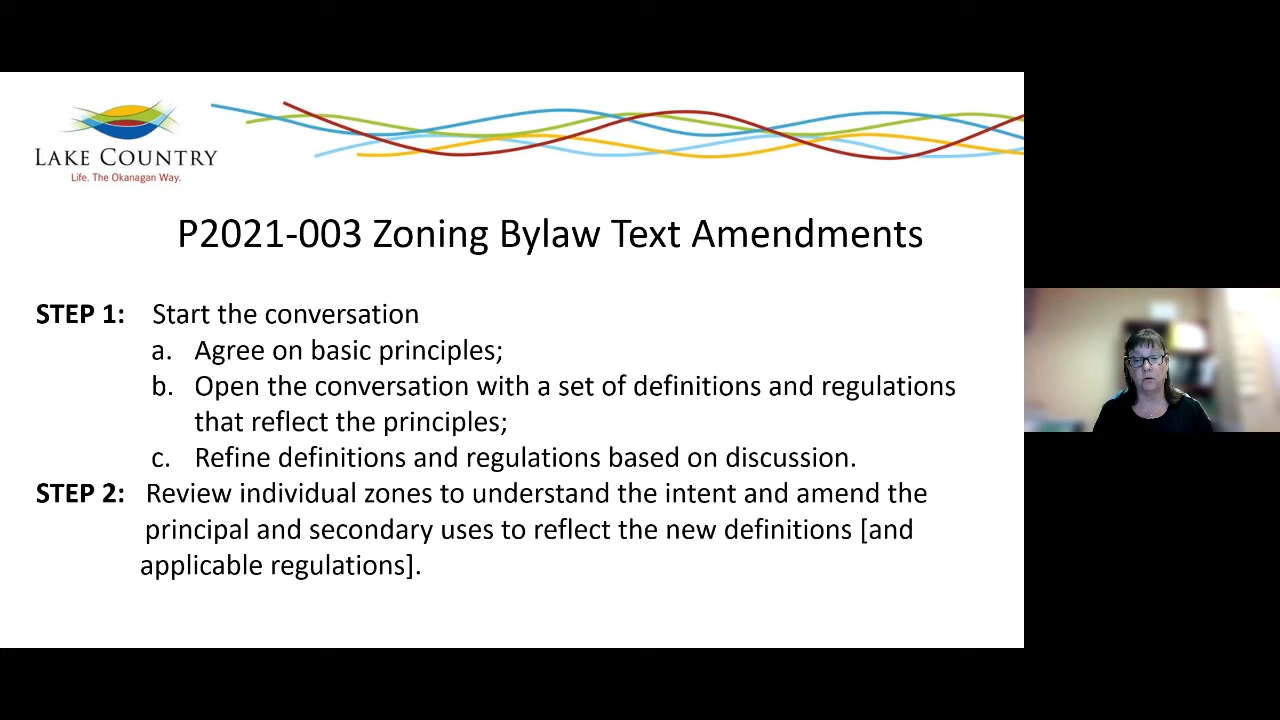 LAKE COUNTRY
Life. The Okanagan Way.
P2021-003 Zoning Bylaw Text Amendments
STEP 1: Start the conversation
a. Agree on basic principles;
b. Open the conversation with a set of definitions and regulations
that reflect the principles;
c. Refine definitions and regulations based on discussion.
STEP 2: Review individual zones to understand the intent and amend the
principal and secondary uses to reflect the new definitions [and
applicable regulations].